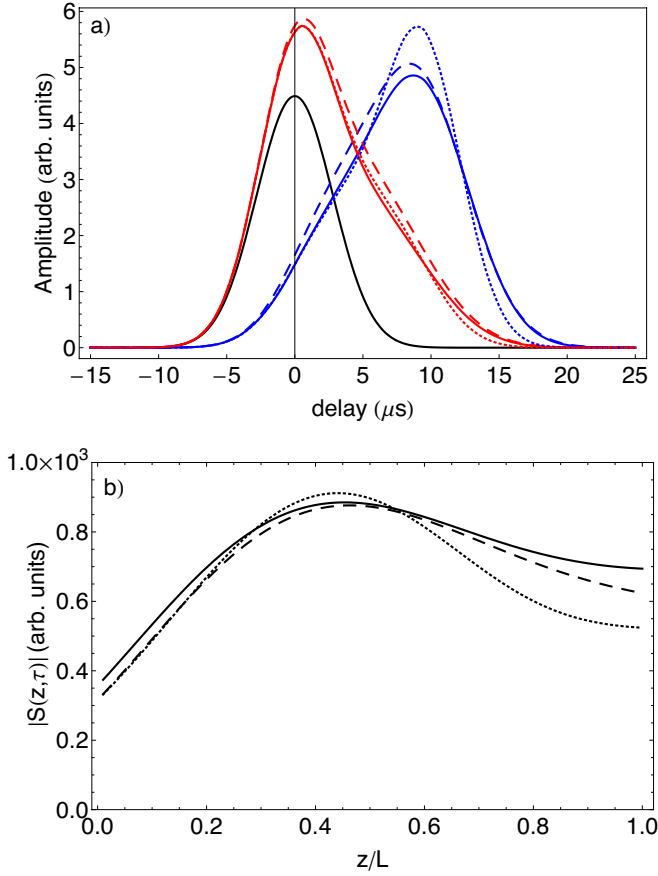 a)
Amplitude (arb. units)
6
5
4
3
2
1
0
−15 −10 −5 0 5 10 15 20 25
delay (μs)
b)
|S(z,τ)| (arb. units)
1.0×10³
0.8
0.6
0.4
0.2
0.0
0.0 0.2 0.4 0.6 0.8 1.0
z/L